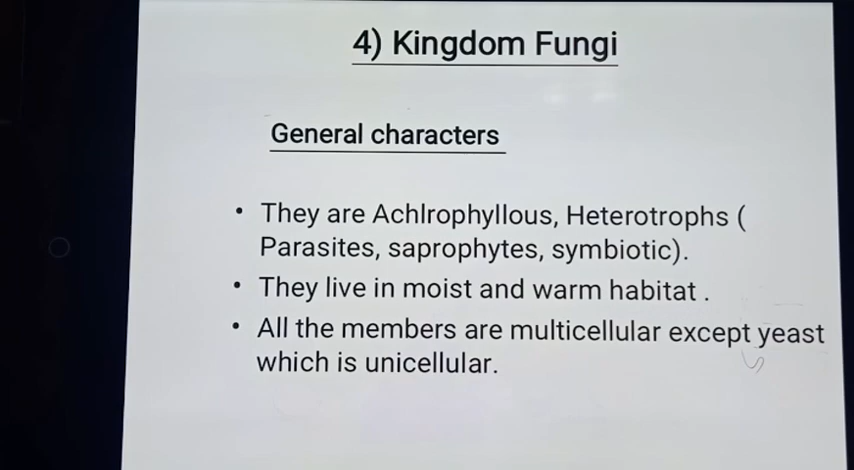 4) Kingdom Fungi
General characters
• They are Achlrophyllous, Heterotrophs (
Parasites, saprophytes, symbiotic).
• They live in moist and warm habitat .
• All the members are multicellular except yeast
which is unicellular.